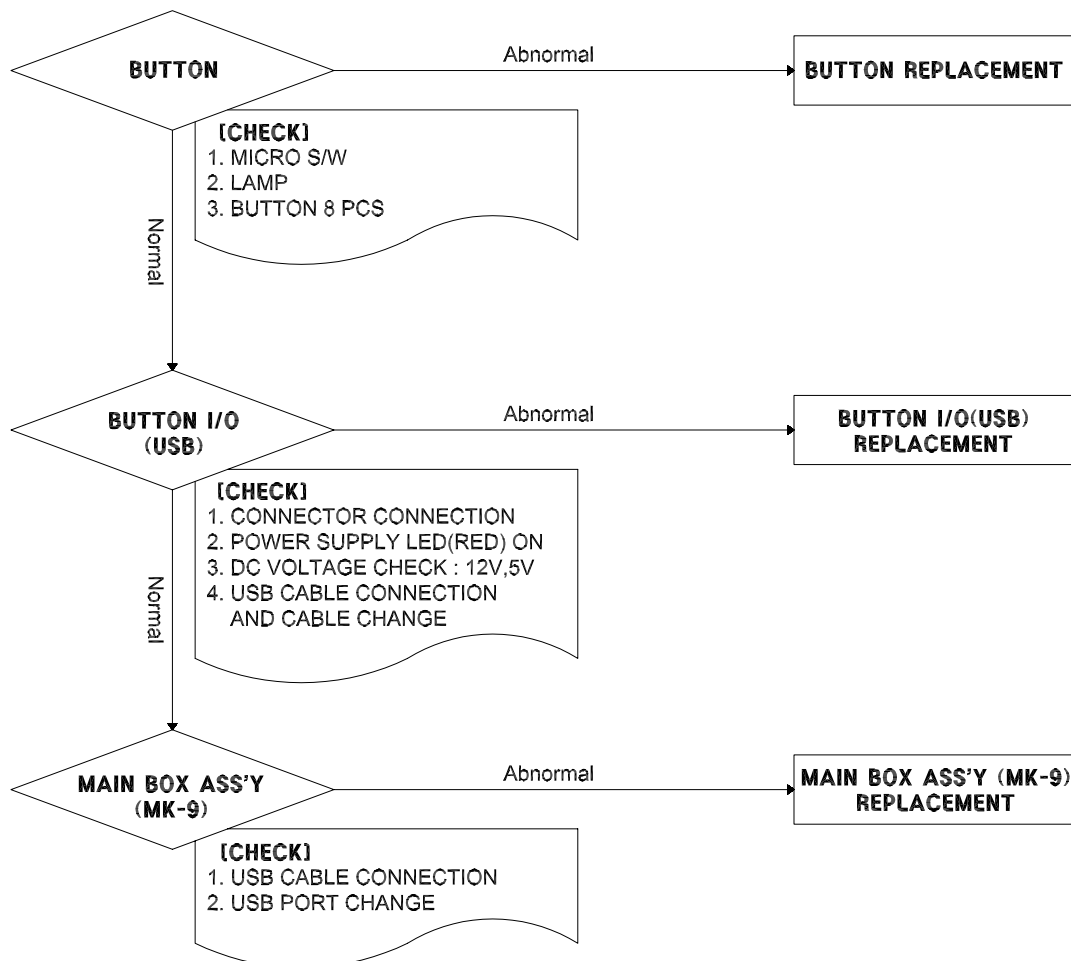 BUTTON
Abnormal
BUTTON REPLACEMENT
[CHECK]
1. MICRO S/W
2. LAMP
3. BUTTON 8 PCS
Normal
BUTTON I/O
(USB)
Abnormal
BUTTON I/O(USB)
REPLACEMENT
[CHECK]
1. CONNECTOR CONNECTION
2. POWER SUPPLY LED(RED) ON
3. DC VOLTAGE CHECK : 12V,5V
4. USB CABLE CONNECTION
AND CABLE CHANGE
Normal
MAIN BOX ASS'Y
(MK-9)
Abnormal
MAIN BOX ASS'Y (MK-9)
REPLACEMENT
[CHECK]
1. USB CABLE CONNECTION
2. USB PORT CHANGE